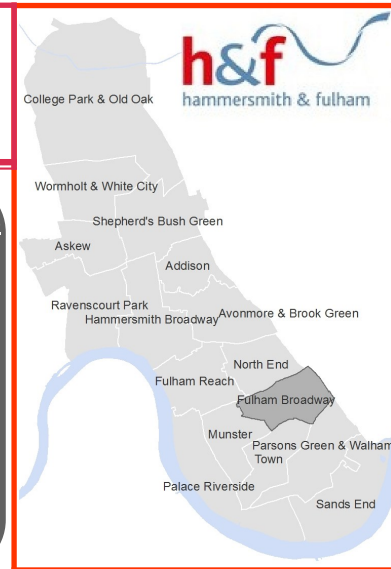 h&f
hammersmith & fulham
College Park & Old Oak
Wormholt & White City
Shepherd's Bush Green
Askew
Addison
Ravenscourt Park
Hammersmith Broadway
Avonmore & Brook Green
North End
Fulham Reach
Fulham Broadway
Munster
Parsons Green & Walham
Town
Palace Riverside
Sands End